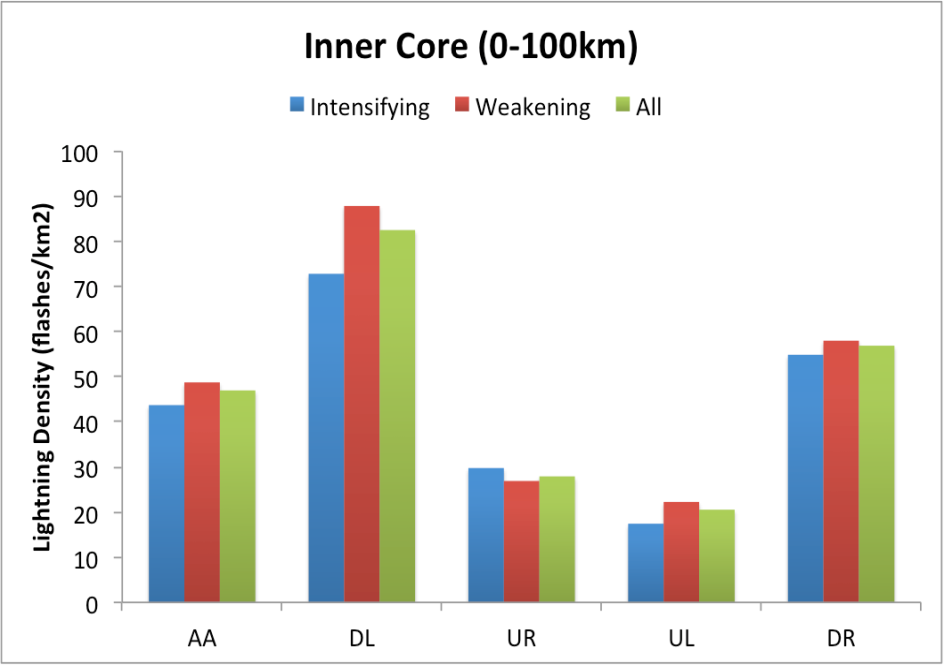 Inner Core (0-100km)
Intensifying Weakening All
Lightning Density (flashes/km2)
100
90
80
70
60
50
40
30
20
10
0
AA DL UR UL DR